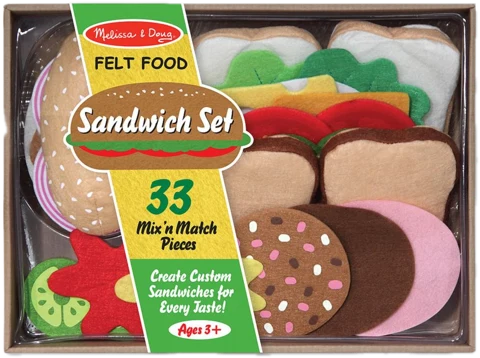 Melissa & Doug
FELT FOOD
Sandwich Set
33
Mix'n Match
Pieces
Create Custom
Sandwiches for
Every Taste!
Ages 3+